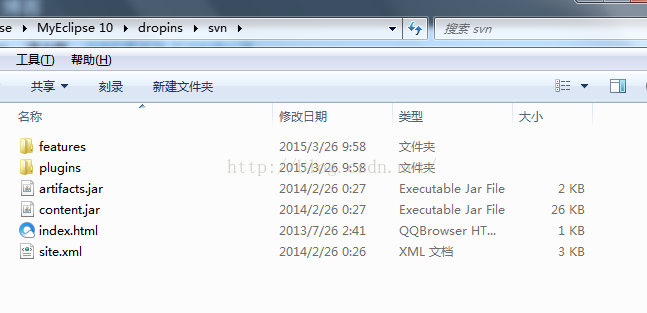 se ▸ MyEclipse 10 ▸ dropins ▸ svn ▸ 搜索 svn
工具(T) 帮助(H)
共享 刻录 新建文件夹
名称 修改日期 类型 大小
features 2015/3/26 9:58 文件夹
plugins 2015/3/26 9:58 文件夹
artifacts.jar 2014/2/26 0:27 Executable Jar File 2 KB
content.jar 2014/2/26 0:27 Executable Jar File 26 KB
index.html 2013/7/26 2:41 QQBrowser HT... 1 KB
site.xml 2014/2/26 0:26 XML 文档 3 KB